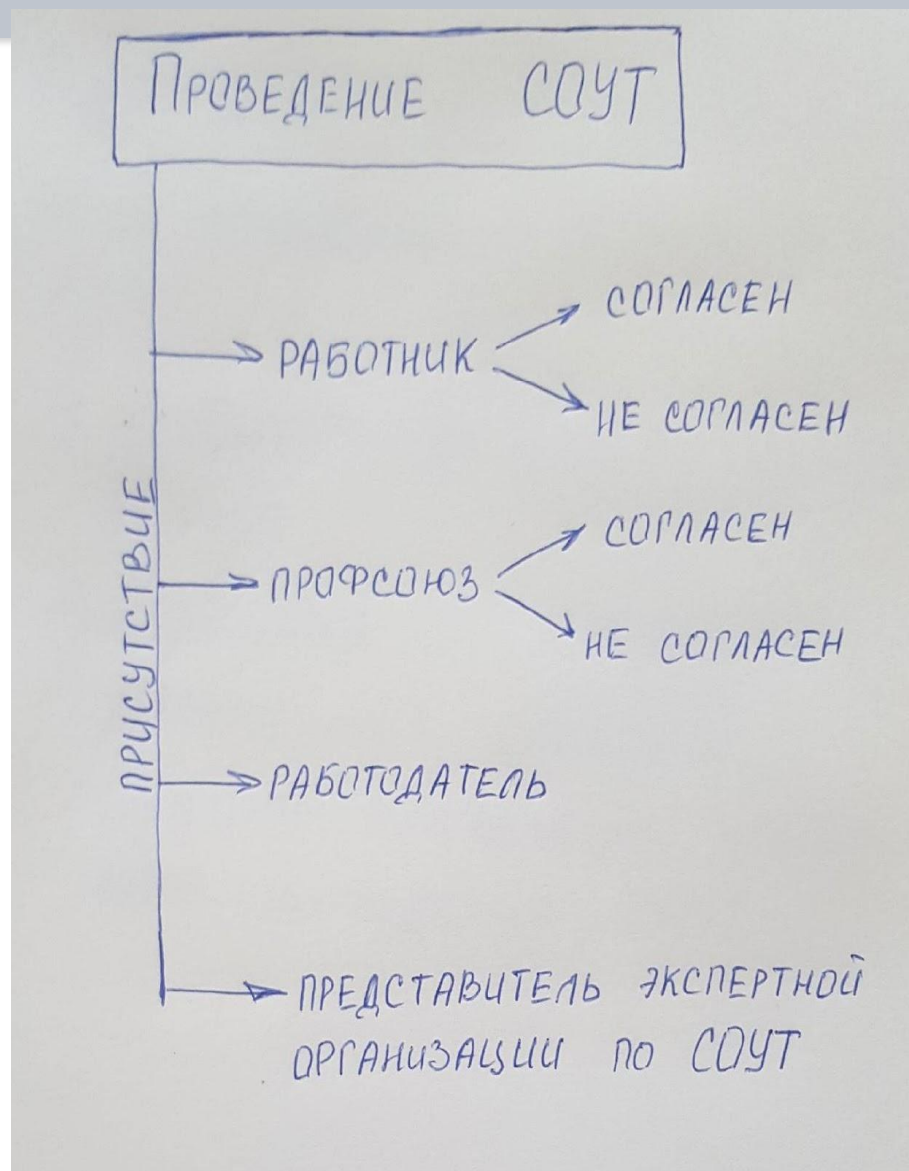 ПРОВЕДЕНИЕ СОУТ
СОГЛАСЕН
РАБОТНИК
НЕ СОГЛАСЕН
ПРИСУТСТВИЕ
СОГЛАСЕН
ПРОФСОЮЗ
НЕ СОГЛАСЕН
РАБОТОДАТЕЛЬ
ПРЕДСТАВИТЕЛЬ ЭКСПЕРТНОЙ
ОРГАНИЗАЦИИ ПО СОУТ